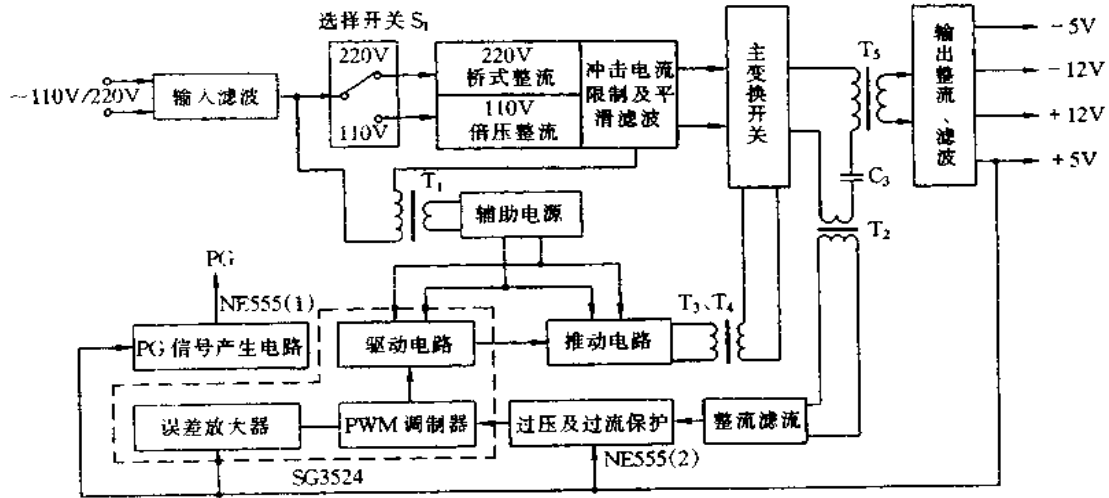 选择开关 S₁
~110V/220V
输入滤波
220V
110V
220V
桥式整流
110V
倍压整流
冲击电流
限制及平
滑滤波
主变换开关
T₅
输出整流、滤波
-5V
-12V
+12V
+5V
C₃
T₂
T₁
辅助电源
PG
NE555(1)
PG信号产生电路
驱动电路
推动电路
T₃、T₄
误差放大器
PWM 调制器
过压及过流保护
整流滤流
NE555(2)
SG3524